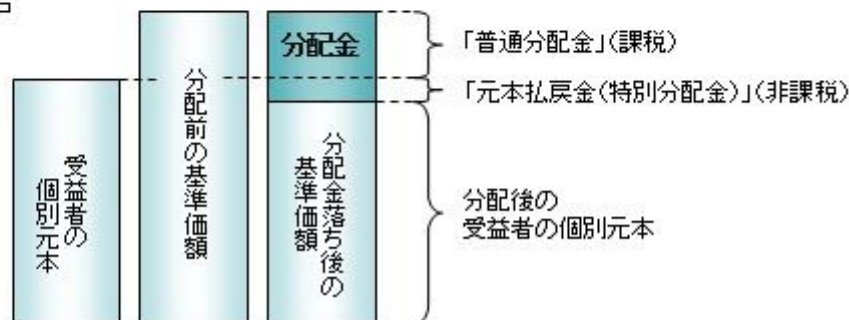 受益者の
個別元本
分配前の基準価額
分配金
分配金落ち後の
基準価額
「普通分配金」(課税)
「元本払戻金(特別分配金)」(非課税)
分配後の
受益者の個別元本